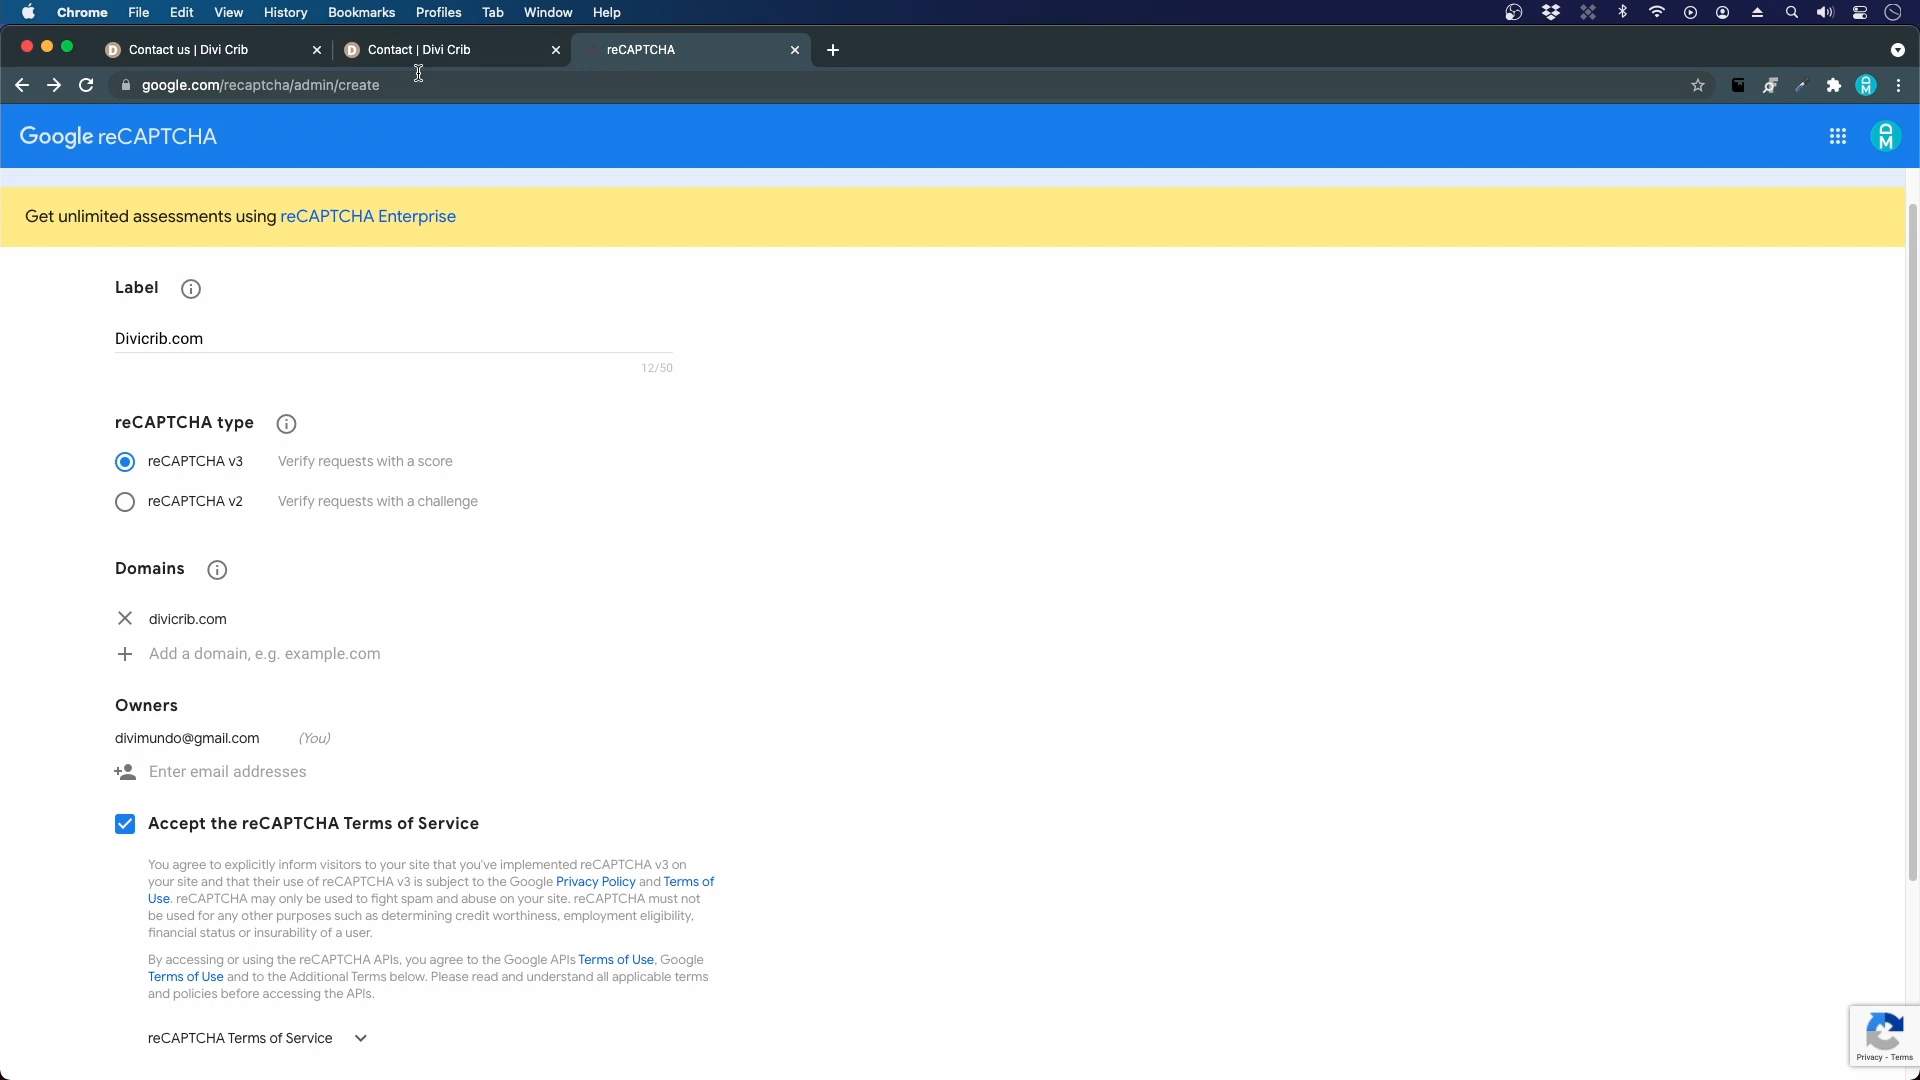 Chrome File Edit View History Bookmarks Profiles Tab Window Help
Contact us | Divi Crib
Contact | Divi Crib
reCAPTCHA
google.com/recaptcha/admin/create
Google reCAPTCHA
DM
Get unlimited assessments using reCAPTCHA Enterprise
Label
Divicrib.com
12/50
reCAPTCHA type
reCAPTCHA v3 Verify requests with a score
reCAPTCHA v2 Verify requests with a challenge
Domains
divicrib.com
Add a domain, e.g. example.com
Owners
divimundo@gmail.com (You)
Enter email addresses
Accept the reCAPTCHA Terms of Service
You agree to explicitly inform visitors to your site that you've implemented reCAPTCHA v3 on
your site and that their use of reCAPTCHA v3 is subject to the Google Privacy Policy and Terms of
Use. reCAPTCHA may only be used to fight spam and abuse on your site. reCAPTCHA must not
be used for any other purposes such as determining credit worthiness, employment eligibility,
financial status or insurability of a user.
By accessing or using the reCAPTCHA APIs, you agree to the Google APIs Terms of Use, Google
Terms of Use and to the Additional Terms below. Please read and understand all applicable terms
and policies before accessing the APIs.
reCAPTCHA Terms of Service
Privacy - Terms